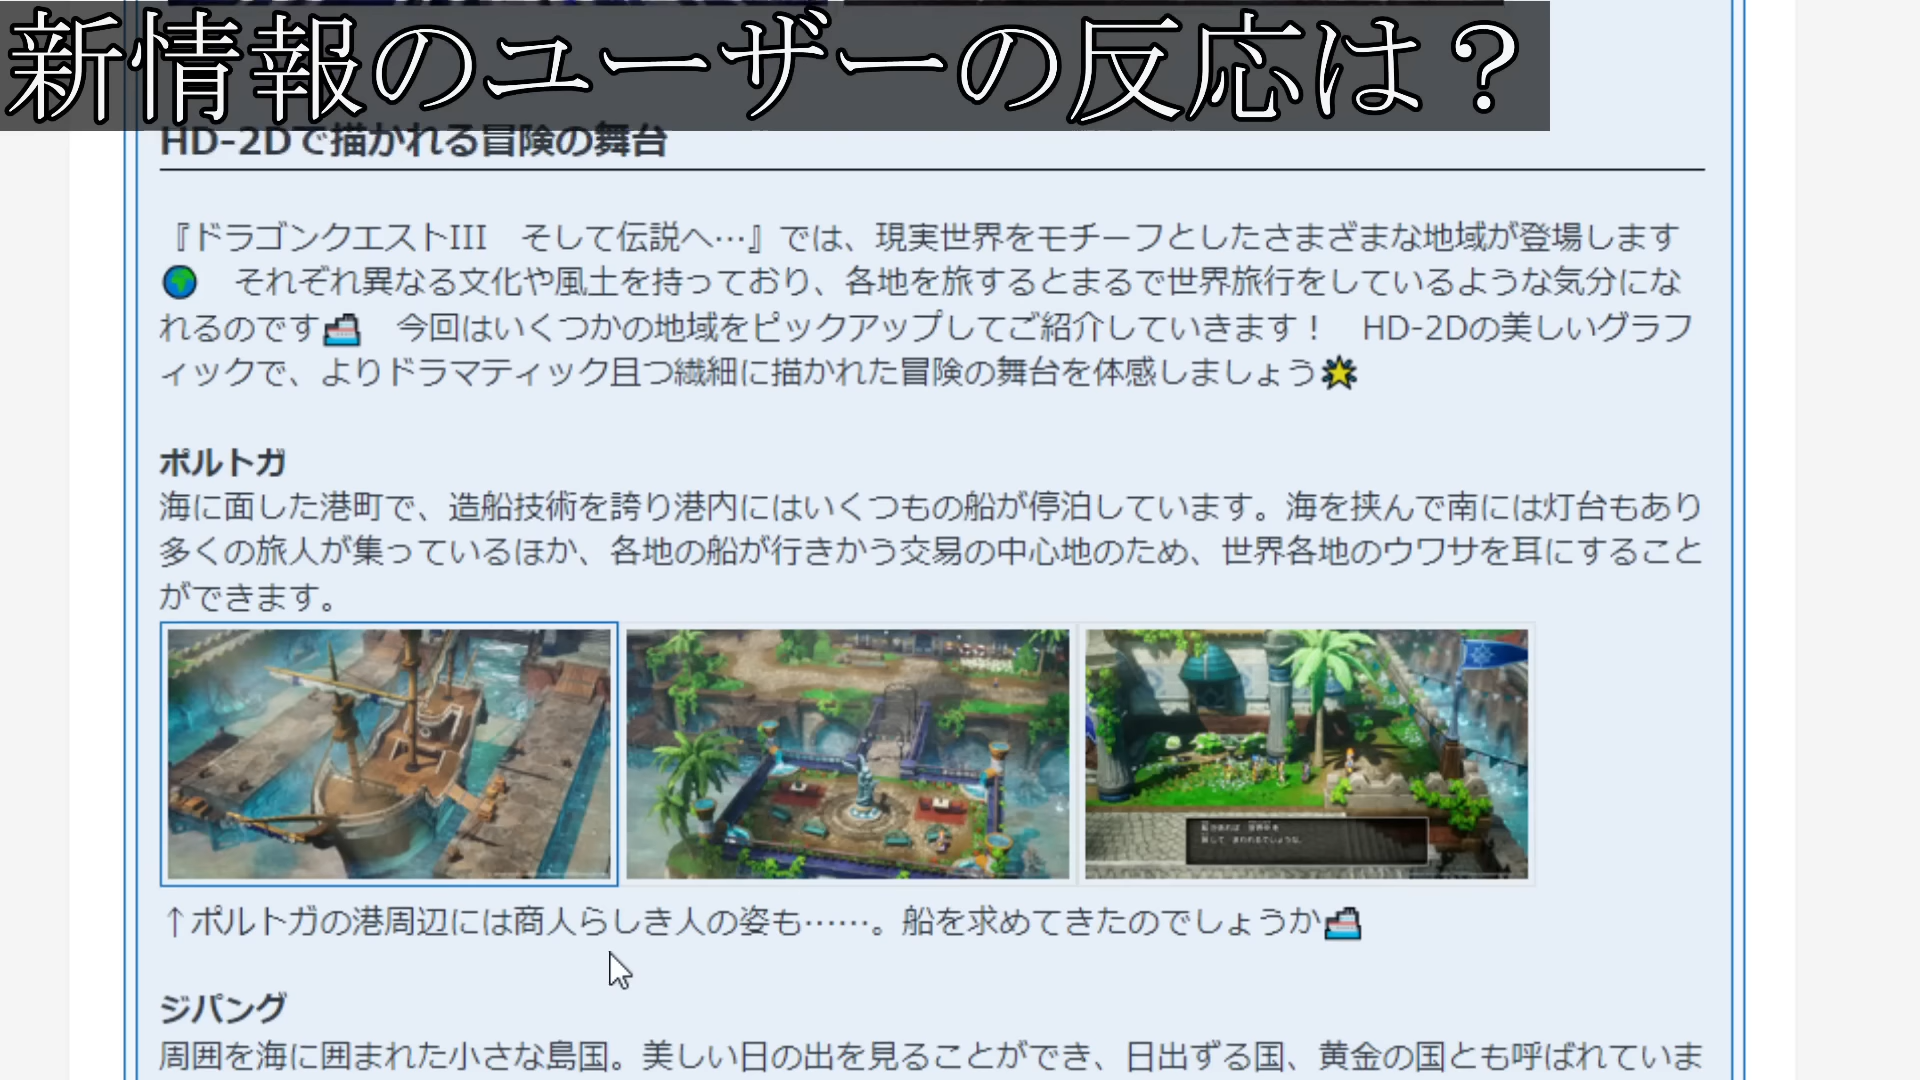 新情報のユーザーの反応は？
HD-2Dで描かれる冒険の舞台
『ドラゴンクエストIII　そして伝説へ…』では、現実世界をモチーフとしたさまざまな地域が登場します
🌍　それぞれ異なる文化や風土を持っており、各地を旅するとまるで世界旅行をしているような気分にな
れるのです🚢　今回はいくつかの地域をピックアップしてご紹介していきます！　HD-2Dの美しいグラフ
ィックで、よりドラマティック且つ繊細に描かれた冒険の舞台を体感しましょう🌟
ポルトガ
海に面した港町で、造船技術を誇り港内にはいくつもの船が停泊しています。海を挟んで南には灯台もあり
多くの旅人が集っているほか、各地の船が行きかう交易の中心地のため、世界各地のウワサを耳にすること
ができます。
↑ポルトガの港周辺には商人らしき人の姿も……。船を求めてきたのでしょうか🚢
ジパング
周囲を海に囲まれた小さな島国。美しい日の出を見ることができ、日出ずる国、黄金の国とも呼ばれていま